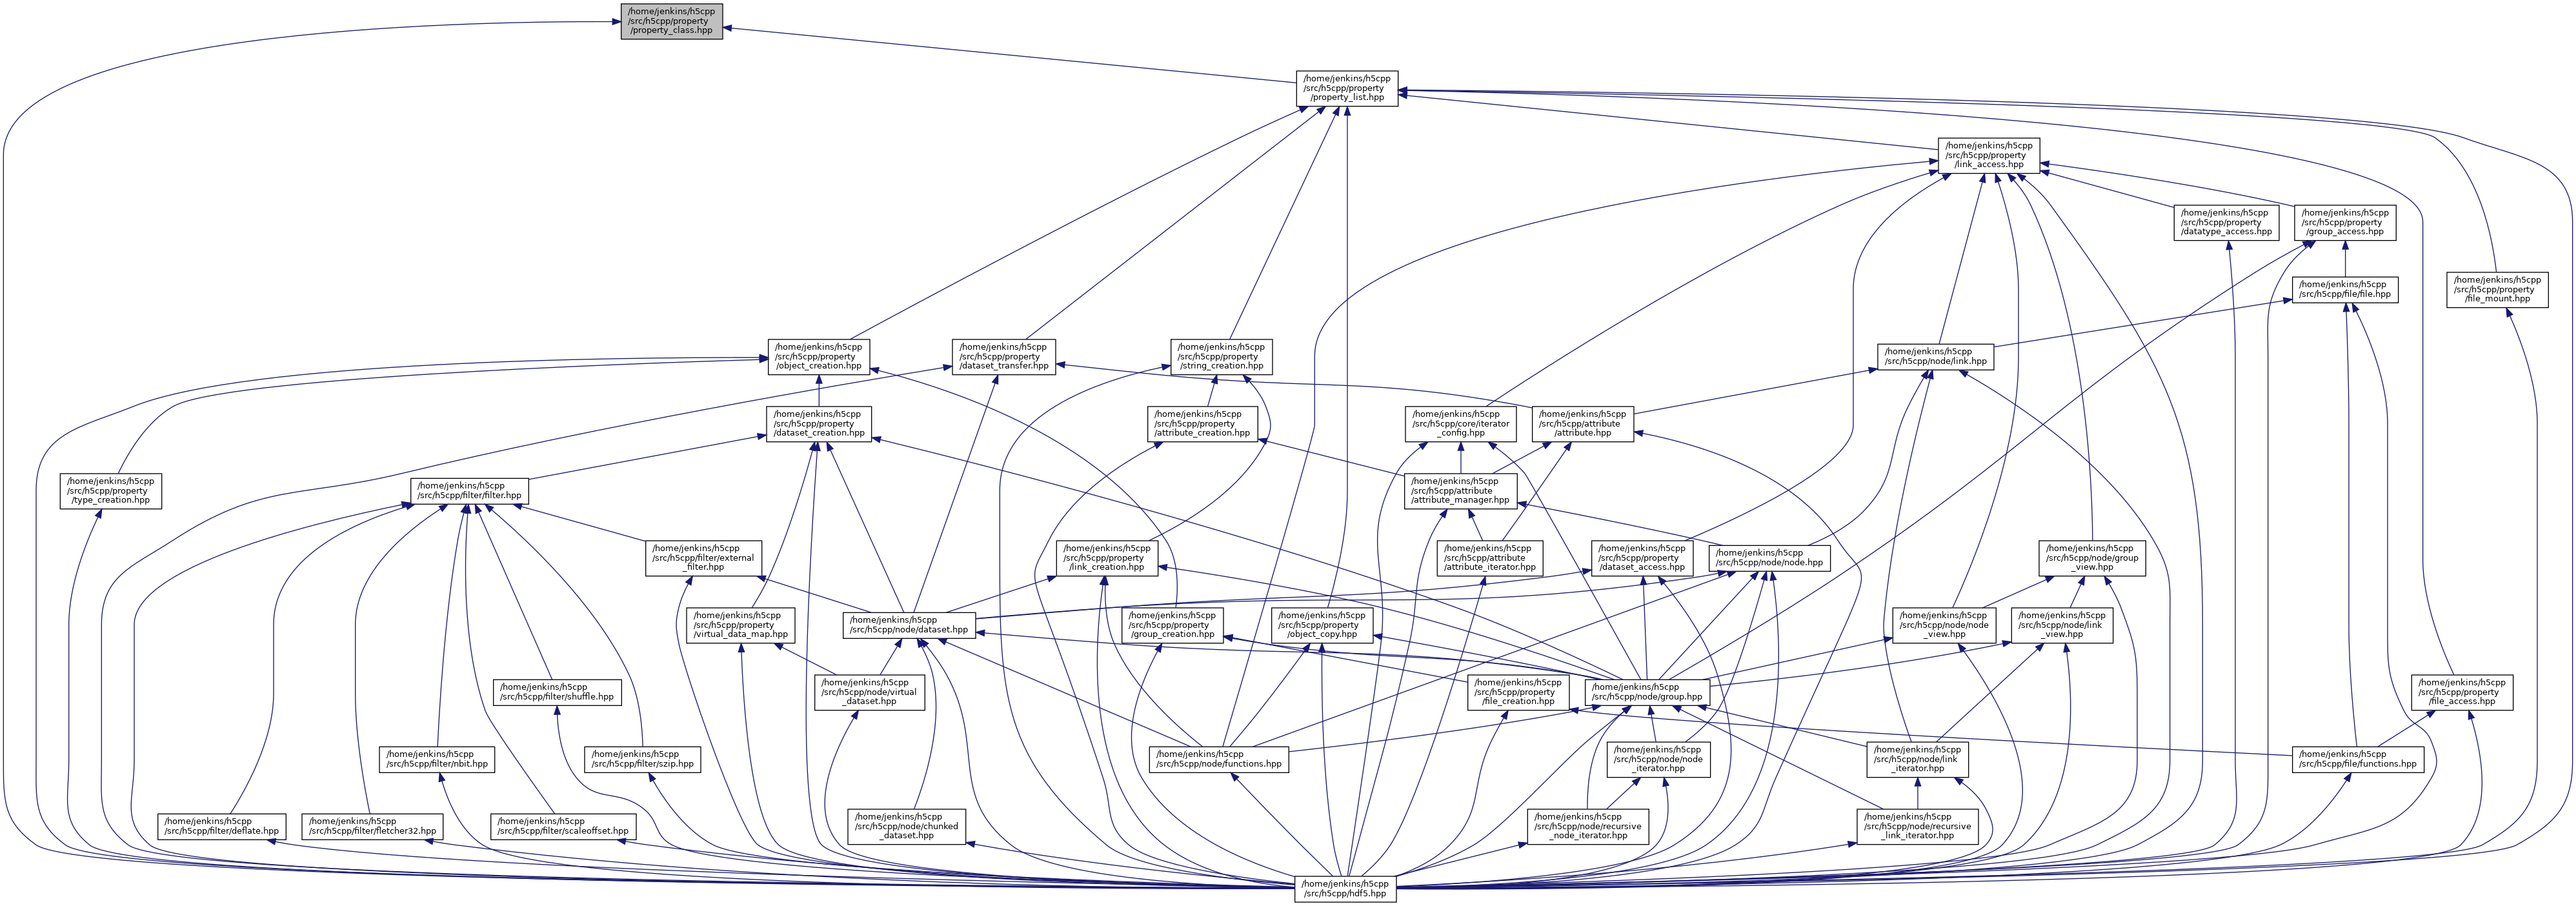 /home/jenkins/h5cpp
/src/h5cpp/property
/property_class.hpp
/home/jenkins/h5cpp
/src/h5cpp/property
/property_list.hpp
/home/jenkins/h5cpp
/src/h5cpp/property
/link_access.hpp
/home/jenkins/h5cpp
/src/h5cpp/property
/datatype_access.hpp
/home/jenkins/h5cpp
/src/h5cpp/property
/group_access.hpp
/home/jenkins/h5cpp
/src/h5cpp/file/file.hpp
/home/jenkins/h5cpp
/src/h5cpp/property
/file_mount.hpp
/home/jenkins/h5cpp
/src/h5cpp/property
/object_creation.hpp
/home/jenkins/h5cpp
/src/h5cpp/property
/dataset_transfer.hpp
/home/jenkins/h5cpp
/src/h5cpp/property
/string_creation.hpp
/home/jenkins/h5cpp
/src/h5cpp/node/link.hpp
/home/jenkins/h5cpp
/src/h5cpp/property
/dataset_creation.hpp
/home/jenkins/h5cpp
/src/h5cpp/property
/attribute_creation.hpp
/home/jenkins/h5cpp
/src/h5cpp/core/iterator
_config.hpp
/home/jenkins/h5cpp
/src/h5cpp/attribute
/attribute.hpp
/home/jenkins/h5cpp
/src/h5cpp/property
/type_creation.hpp
/home/jenkins/h5cpp
/src/h5cpp/filter/filter.hpp
/home/jenkins/h5cpp
/src/h5cpp/attribute
/attribute_manager.hpp
/home/jenkins/h5cpp
/src/h5cpp/filter/external
_filter.hpp
/home/jenkins/h5cpp
/src/h5cpp/property
/link_creation.hpp
/home/jenkins/h5cpp
/src/h5cpp/attribute
/attribute_iterator.hpp
/home/jenkins/h5cpp
/src/h5cpp/property
/dataset_access.hpp
/home/jenkins/h5cpp
/src/h5cpp/node/node.hpp
/home/jenkins/h5cpp
/src/h5cpp/node/group
_view.hpp
/home/jenkins/h5cpp
/src/h5cpp/property
/virtual_data_map.hpp
/home/jenkins/h5cpp
/src/h5cpp/node/dataset.hpp
/home/jenkins/h5cpp
/src/h5cpp/property
/group_creation.hpp
/home/jenkins/h5cpp
/src/h5cpp/property
/object_copy.hpp
/home/jenkins/h5cpp
/src/h5cpp/node/node
_view.hpp
/home/jenkins/h5cpp
/src/h5cpp/node/link
_view.hpp
/home/jenkins/h5cpp
/src/h5cpp/filter/shuffle.hpp
/home/jenkins/h5cpp
/src/h5cpp/node/virtual
_dataset.hpp
/home/jenkins/h5cpp
/src/h5cpp/property
/file_creation.hpp
/home/jenkins/h5cpp
/src/h5cpp/node/group.hpp
/home/jenkins/h5cpp
/src/h5cpp/property
/file_access.hpp
/home/jenkins/h5cpp
/src/h5cpp/filter/nbit.hpp
/home/jenkins/h5cpp
/src/h5cpp/filter/szip.hpp
/home/jenkins/h5cpp
/src/h5cpp/node/functions.hpp
/home/jenkins/h5cpp
/src/h5cpp/node/node
_iterator.hpp
/home/jenkins/h5cpp
/src/h5cpp/node/link
_iterator.hpp
/home/jenkins/h5cpp
/src/h5cpp/file/functions.hpp
/home/jenkins/h5cpp
/src/h5cpp/filter/deflate.hpp
/home/jenkins/h5cpp
/src/h5cpp/filter/fletcher32.hpp
/home/jenkins/h5cpp
/src/h5cpp/filter/scaleoffset.hpp
/home/jenkins/h5cpp
/src/h5cpp/node/chunked
_dataset.hpp
/home/jenkins/h5cpp
/src/h5cpp/node/recursive
_node_iterator.hpp
/home/jenkins/h5cpp
/src/h5cpp/node/recursive
_link_iterator.hpp
/home/jenkins/h5cpp
/src/h5cpp/hdf5.hpp